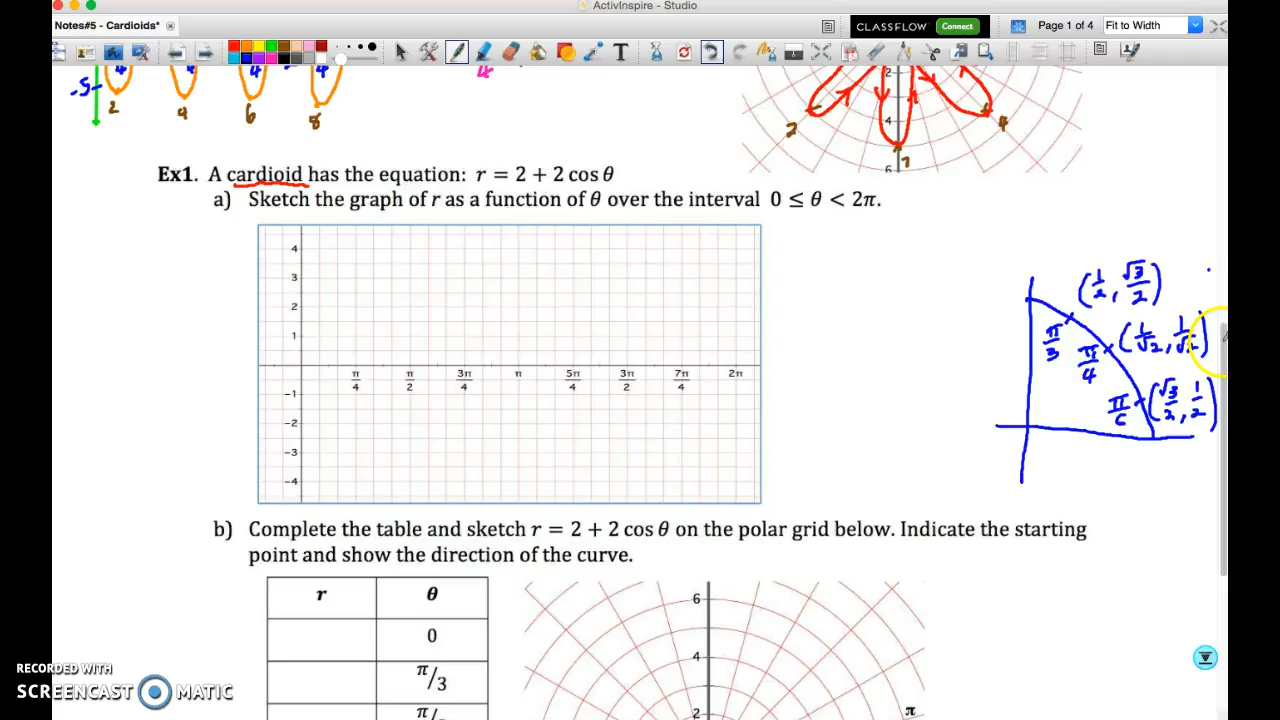 ActivInspire - Studio
Notes#5 - Cardioids*
CLASSFLOW Connect
Page 1 of 4 Fit to Width
-5
2 4 6 8
2
4
6
2 1 4
Ex1. A cardioid has the equation: r = 2 + 2 cos θ
a) Sketch the graph of r as a function of θ over the interval 0 ≤ θ < 2π.
4
3
2
1
π/4 π/2 3π/4 π 5π/4 3π/2 7π/4 2π
-1
-2
-3
-4
(1/2, √3/2)
π/3
(1/√2, 1/√2)
π/4
π/6 (√3/2, 1/2)
b) Complete the table and sketch r = 2 + 2 cos θ on the polar grid below. Indicate the starting
point and show the direction of the curve.
r θ
0
π/3
π/
6
4
2
π
RECORDED WITH
SCREENCAST MATIC